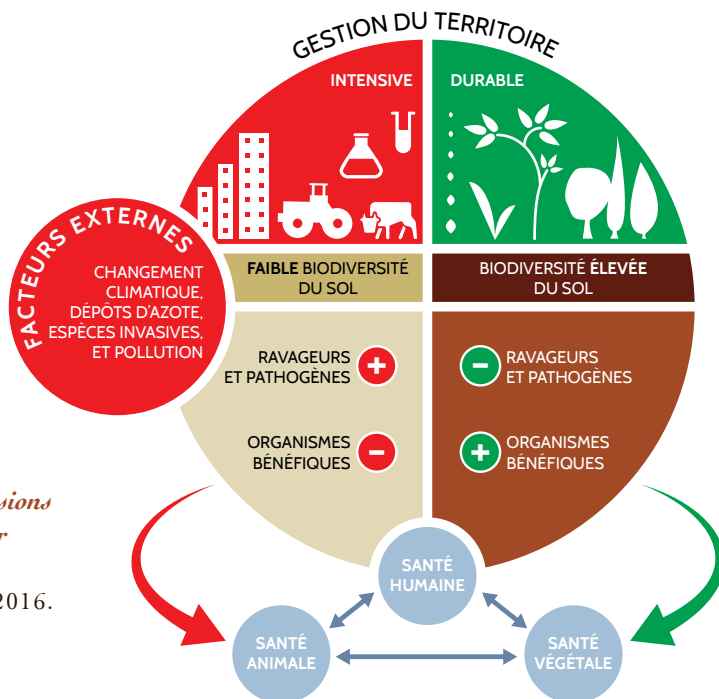 GESTION DU TERRITOIRE
INTENSIVE
DURABLE
FACTEURS EXTERNES
CHANGEMENT
CLIMATIQUE,
DÉPÔTS D'AZOTE,
ESPÈCES INVASIVES,
ET POLLUTION
FAIBLE BIODIVERSITÉ
DU SOL
BIODIVERSITÉ ÉLEVÉE
DU SOL
RAVAGEURS
ET PATHOGÈNES
+
−
RAVAGEURS
ET PATHOGÈNES
ORGANISMES
BÉNÉFIQUES
−
+
ORGANISMES
BÉNÉFIQUES
sions
r
2016.
SANTÉ
HUMAINE
SANTÉ
ANIMALE
SANTÉ
VÉGÉTALE